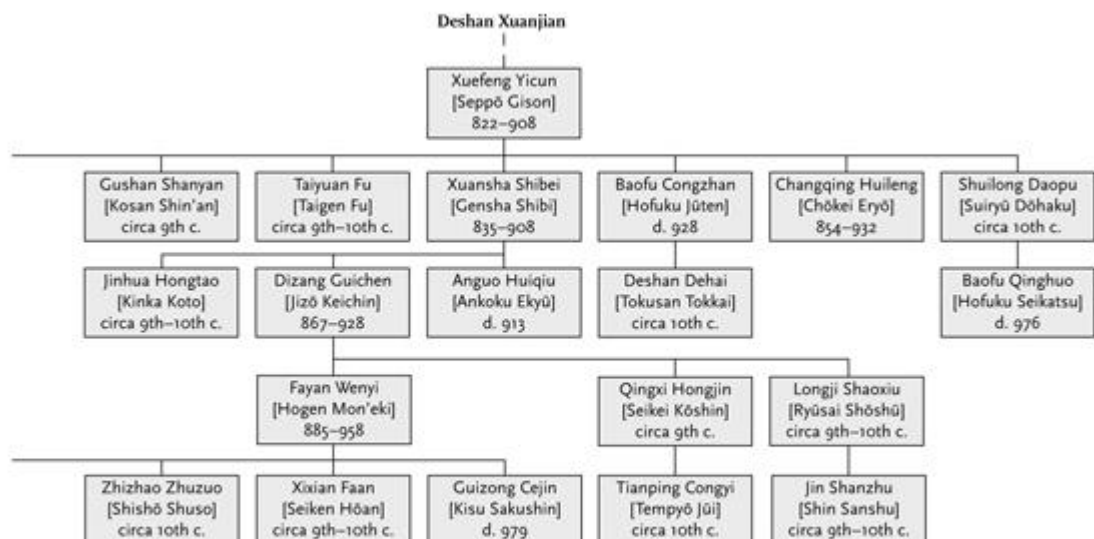 Deshan Xuanjian
Xuefeng Yicun
[Seppō Gison]
822–908
Gushan Shanyan
[Kosan Shin'an]
circa 9th c.
Taiyuan Fu
[Taigen Fu]
circa 9th–10th c.
Xuansha Shibei
[Gensha Shibi]
835–908
Baofu Congzhan
[Hofuku Jūten]
d. 928
Changqing Huileng
[Chōkei Eryō]
854–932
Shuilong Daopu
[Suiryū Dōhaku]
circa 10th c.
Jinhua Hongtao
[Kinka Koto]
circa 9th–10th c.
Dizang Guichen
[Jizō Keichin]
867–928
Anguo Huiqiu
[Ankoku Ekyū]
d. 913
Deshan Dehai
[Tokusan Tokkai]
circa 10th c.
Baofu Qinghuo
[Hofuku Seikatsu]
d. 976
Fayan Wenyi
[Hogen Mon'eki]
885–958
Qingxi Hongjin
[Seikei Kōshin]
circa 9th c.
Longji Shaoxiu
[Ryūsai Shōshū]
circa 9th–10th c.
Zhizhao Zhuzuo
[Shishō Shuso]
circa 10th c.
Xixian Faan
[Seiken Hōan]
circa 9th–10th c.
Guizong Cejin
[Kisu Sakushin]
d. 979
Tianping Congyi
[Tempyō Jūi]
circa 10th c.
Jin Shanzhu
[Shin Sanshu]
circa 9th–10th c.